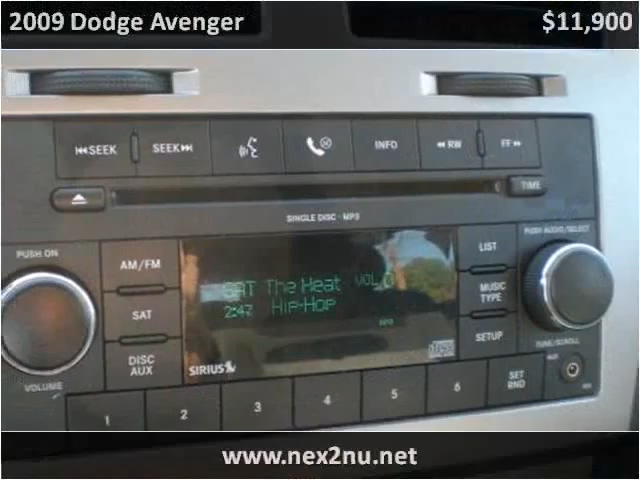 2009 Dodge Avenger $11,900
SEEK SEEK INFO RW FF
TIME
SINGLE DISC · MP3
PUSH ON PUSH AUDIO/SELECT
AM/FM LIST
SAT The Heat VOL
2:47 Hip-Hop
SAT MUSIC TYPE
DISC AUX SETUP
SIRIUS
VOLUME TUNE/SCROLL
1 2 3 4 5 6 SET RND
www.nex2nu.net